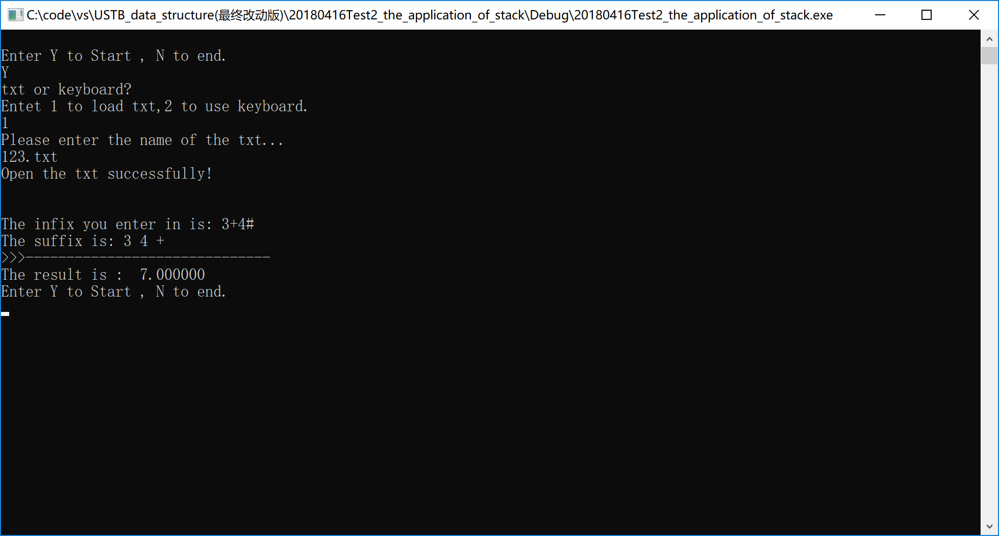 C:\code\vs\USTB_data_structure(最终改动版)\20180416Test2_the_application_of_stack\Debug\20180416Test2_the_application_of_stack.exe
Enter Y to Start , N to end.
Y
txt or keyboard?
Entet 1 to load txt,2 to use keyboard.
1
Please enter the name of the txt...
123.txt
Open the txt successfully!
The infix you enter in is: 3+4#
The suffix is: 3 4 +
>>>------------------------------
The result is :  7.000000
Enter Y to Start , N to end.